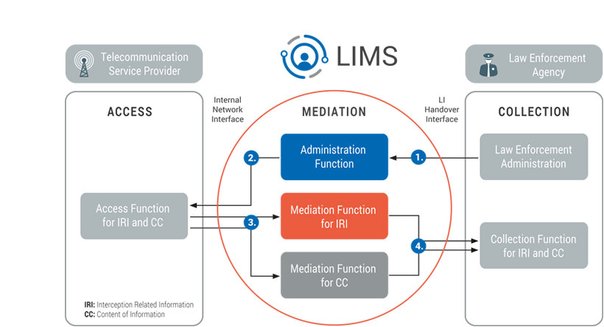 Telecommunication
Service Provider
LIMS
Law Enforcement
Agency
ACCESS
Internal
Network
Interface
MEDIATION
LI
Handover
Interface
COLLECTION
2.
Administration
Function
1.
Law Enforcement
Administration
Access Function
for IRI and CC
3.
Mediation Function
for IRI
4.
Collection Function
for IRI and CC
Mediation Function
for CC
IRI: Interception Related Information
CC: Content of Information